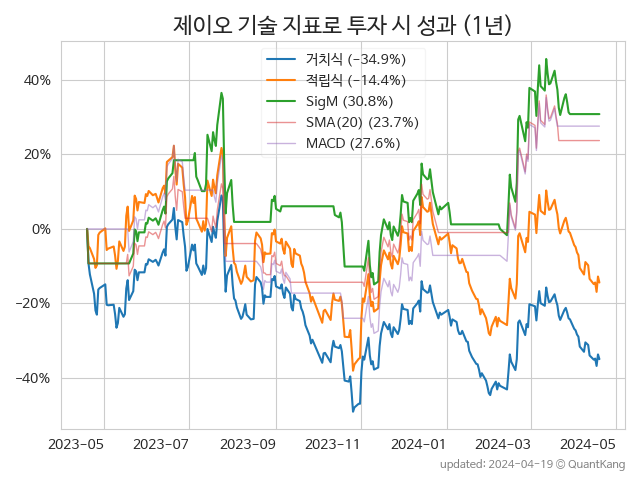 제이오 기술 지표로 투자 시 성과 (1년)
거치식 (−34.9%)
적립식 (−14.4%)
SigM (30.8%)
SMA(20) (23.7%)
MACD (27.6%)
40%
20%
0%
−20%
−40%
2023-05 2023-07 2023-09 2023-11 2024-01 2024-03 2024-05
updated: 2024-04-19 @ QuantKang